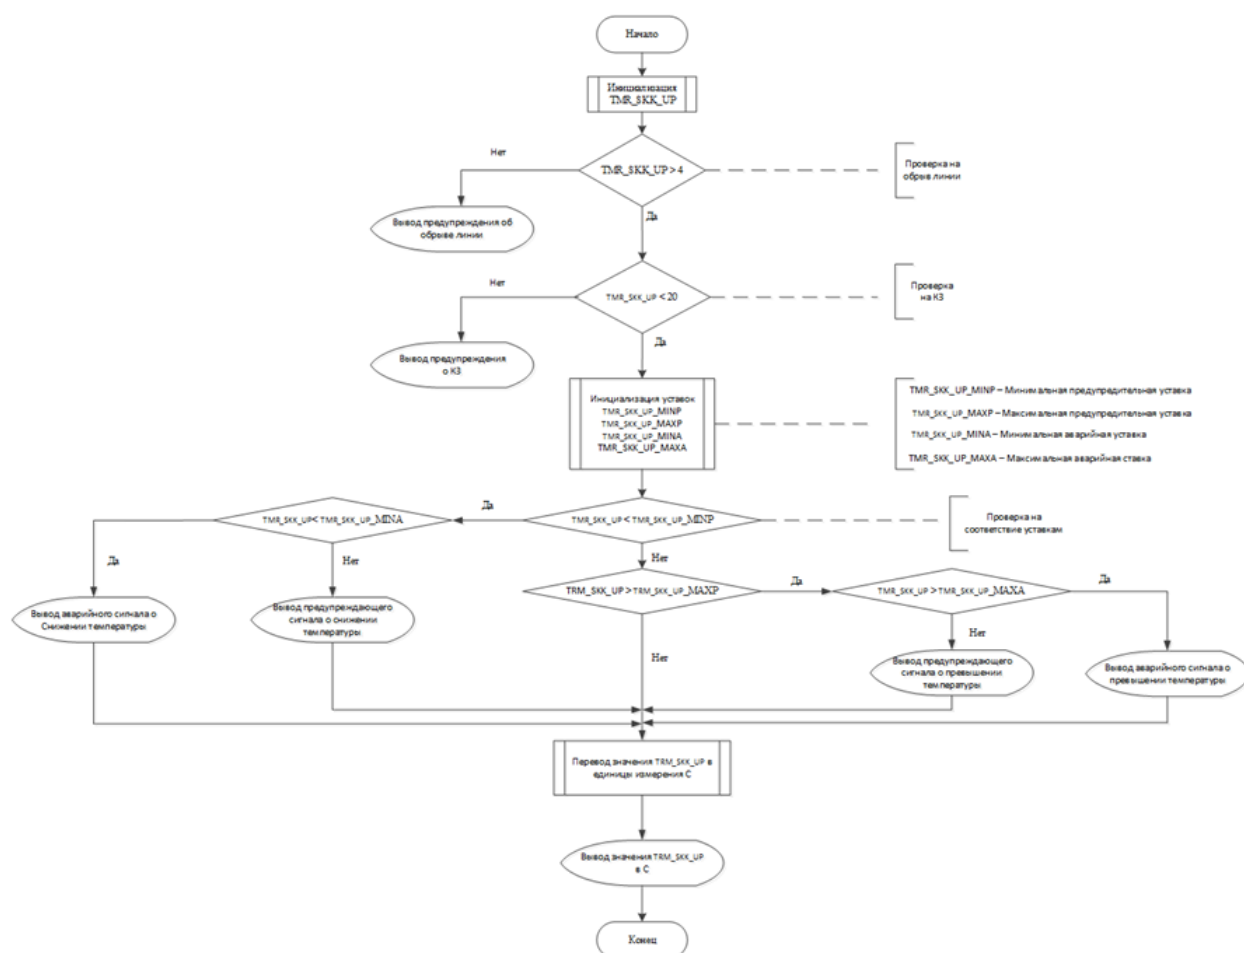 Начало
Инициализация
TMR_SKK_UP
TMR_SKK_UP > 4
Нет
Проверка на
обрыв линии
Вывод предупреждения об
обрыве линии
Да
TMR_SKK_UP < 20
Нет
Проверка
на КЗ
Вывод предупреждения
о КЗ
Да
Инициализация уставок
TMR_SKK_UP_MINP
TMR_SKK_UP_MAXP
TMR_SKK_UP_MINA
TMR_SKK_UP_MAXA
TMR_SKK_UP_MINP – Минимальная предупредительная уставка
TMR_SKK_UP_MAXP – Максимальная предупредительная уставка
TMR_SKK_UP_MINA – Минимальная аварийная уставка
TMR_SKK_UP_MAXA – Максимальная аварийная ставка
TMR_SKK_UP< TMR_SKK_UP_MINA
Да
TMR_SKK_UP < TMR_SKK_UP_MINP
Проверка на
соответствие уставкам
Да
Нет
Нет
TRM_SKK_UP > TRM_SKK_UP_MAXP
Да
TMR_SKK_UP > TMR_SKK_UP_MAXA
Да
Вывод аварийного сигнала о
Снижении температуры
Вывод предупреждающего
сигнала о снижении
температуры
Нет
Нет
Вывод предупреждающего
сигнала о превышении
температуры
Вывод аварийного сигнала о
превышении температуры
Перевод значения TRM_SKK_UP в
единицы измерения С
Вывод значения TRM_SKK_UP
в С
Конец